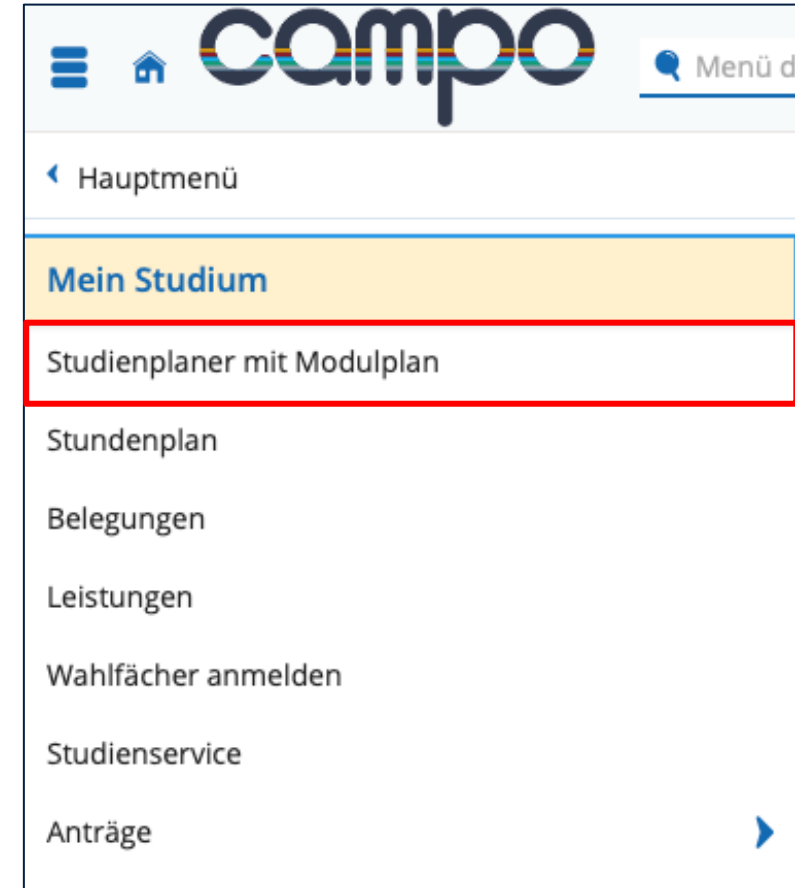 campo
Menü d
Hauptmenü
Mein Studium
Studienplaner mit Modulplan
Stundenplan
Belegungen
Leistungen
Wahlfächer anmelden
Studienservice
Anträge